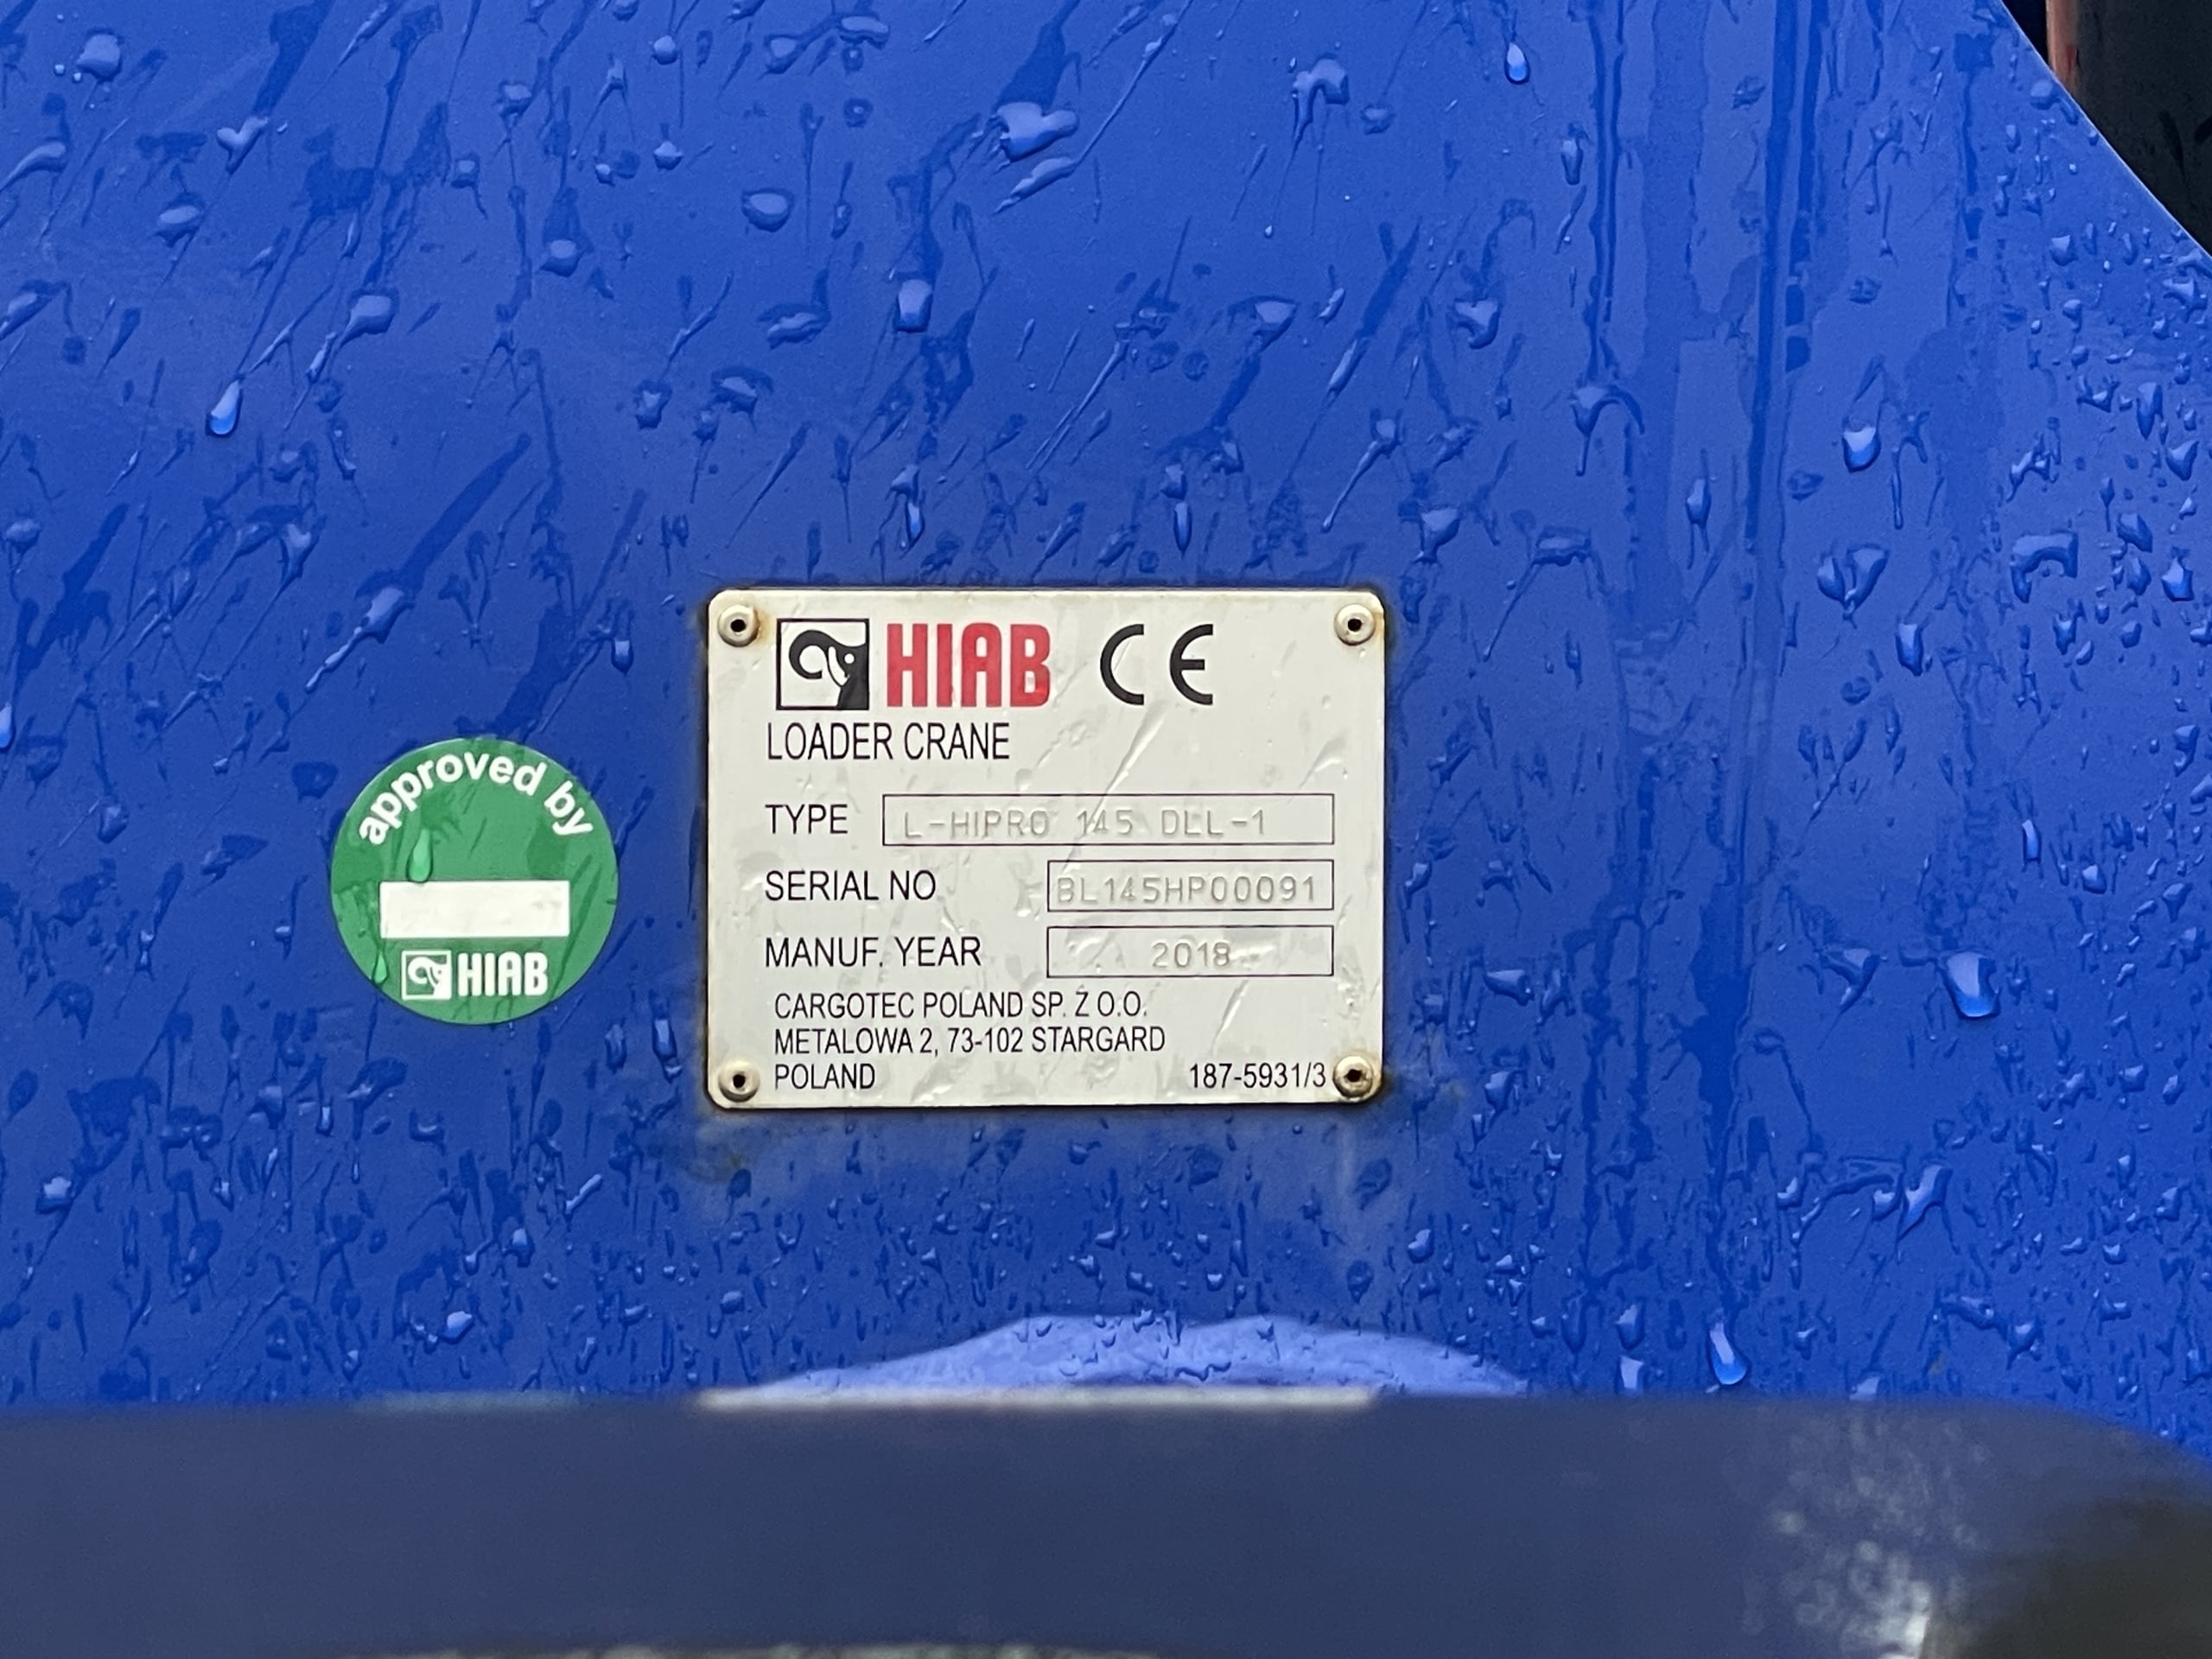 HIAB CE
LOADER CRANE
TYPE L-HIPRO 145 DLL-1
SERIAL NO BL145HP00091
MANUF. YEAR 2018
CARGOTEC POLAND SP. Z O.O.
METALOWA 2, 73-102 STARGARD
POLAND 187-5931/3
approved by
HIAB